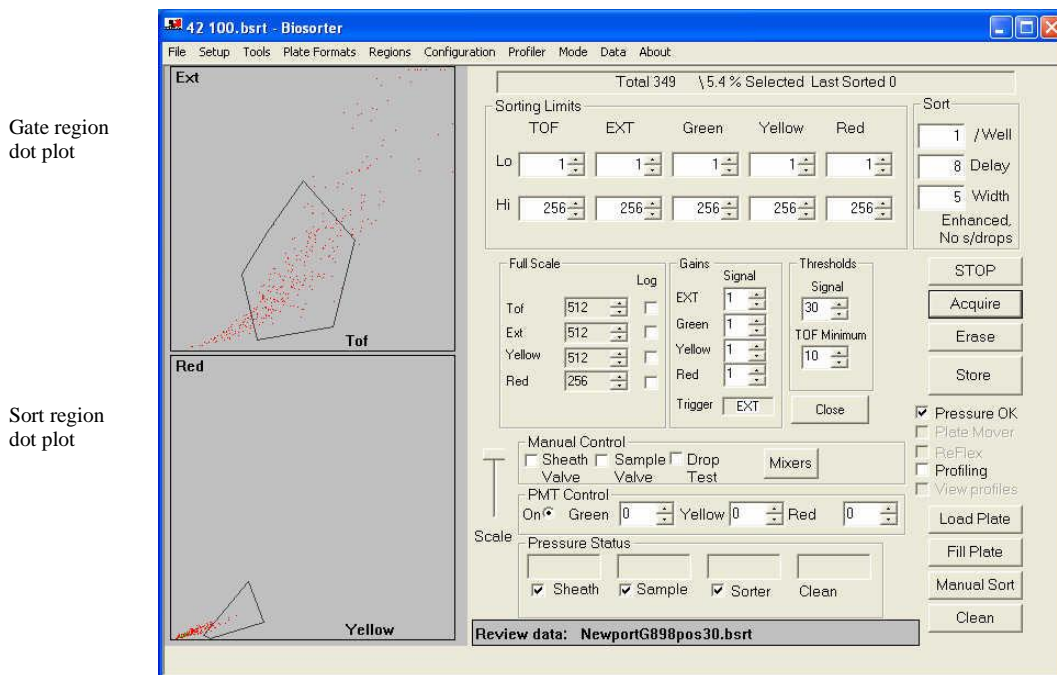 42 100.bsrt - Biosorter
File Setup Tools Plate Formats Regions Configuration Profiler Mode Data About
Gate region
dot plot
Ext
Tof
Sort region
dot plot
Red
Yellow
Total 349 \ 5.4 % Selected Last Sorted 0
Sorting Limits
TOF EXT Green Yellow Red
Lo 1 1 1 1 1
Hi 256 256 256 256 256
Sort
1 /Well
8 Delay
5 Width
Enhanced,
No s/drops
Full Scale
Log
Tof 512
Ext 512
Yellow 512
Red 256
Gains
Signal
EXT 1
Green 1
Yellow 1
Red 1
Trigger EXT
Thresholds
Signal
30
TOF Minimum
10
Close
STOP
Acquire
Erase
Store
Pressure OK
Plate Mover
ReFlex
Profiling
View profiles
Manual Control
Sheath Valve
Sample Valve
Drop Test
Mixers
PMT Control
On Green 0 Yellow 0 Red 0
Scale
Pressure Status
Sheath Sample Sorter Clean
Load Plate
Fill Plate
Manual Sort
Clean
Review data: NewportG898pos30.bsrt